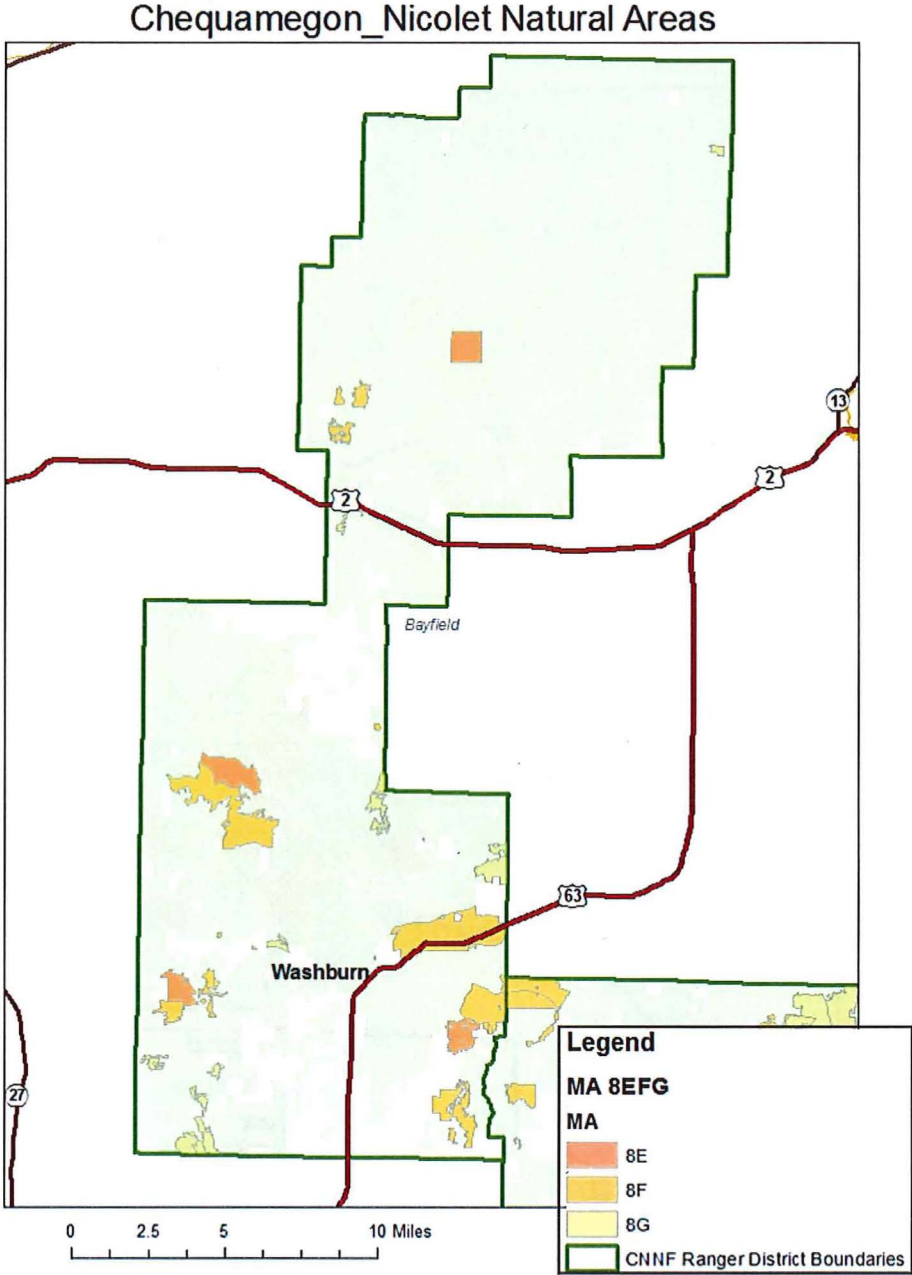 Chequamegon_Nicolet Natural Areas
13
2
2
Bayfield
63
Washburn
27
Legend
MA 8EFG
MA
8E
8F
8G
CNNF Ranger District Boundaries
0 2.5 5 10 Miles